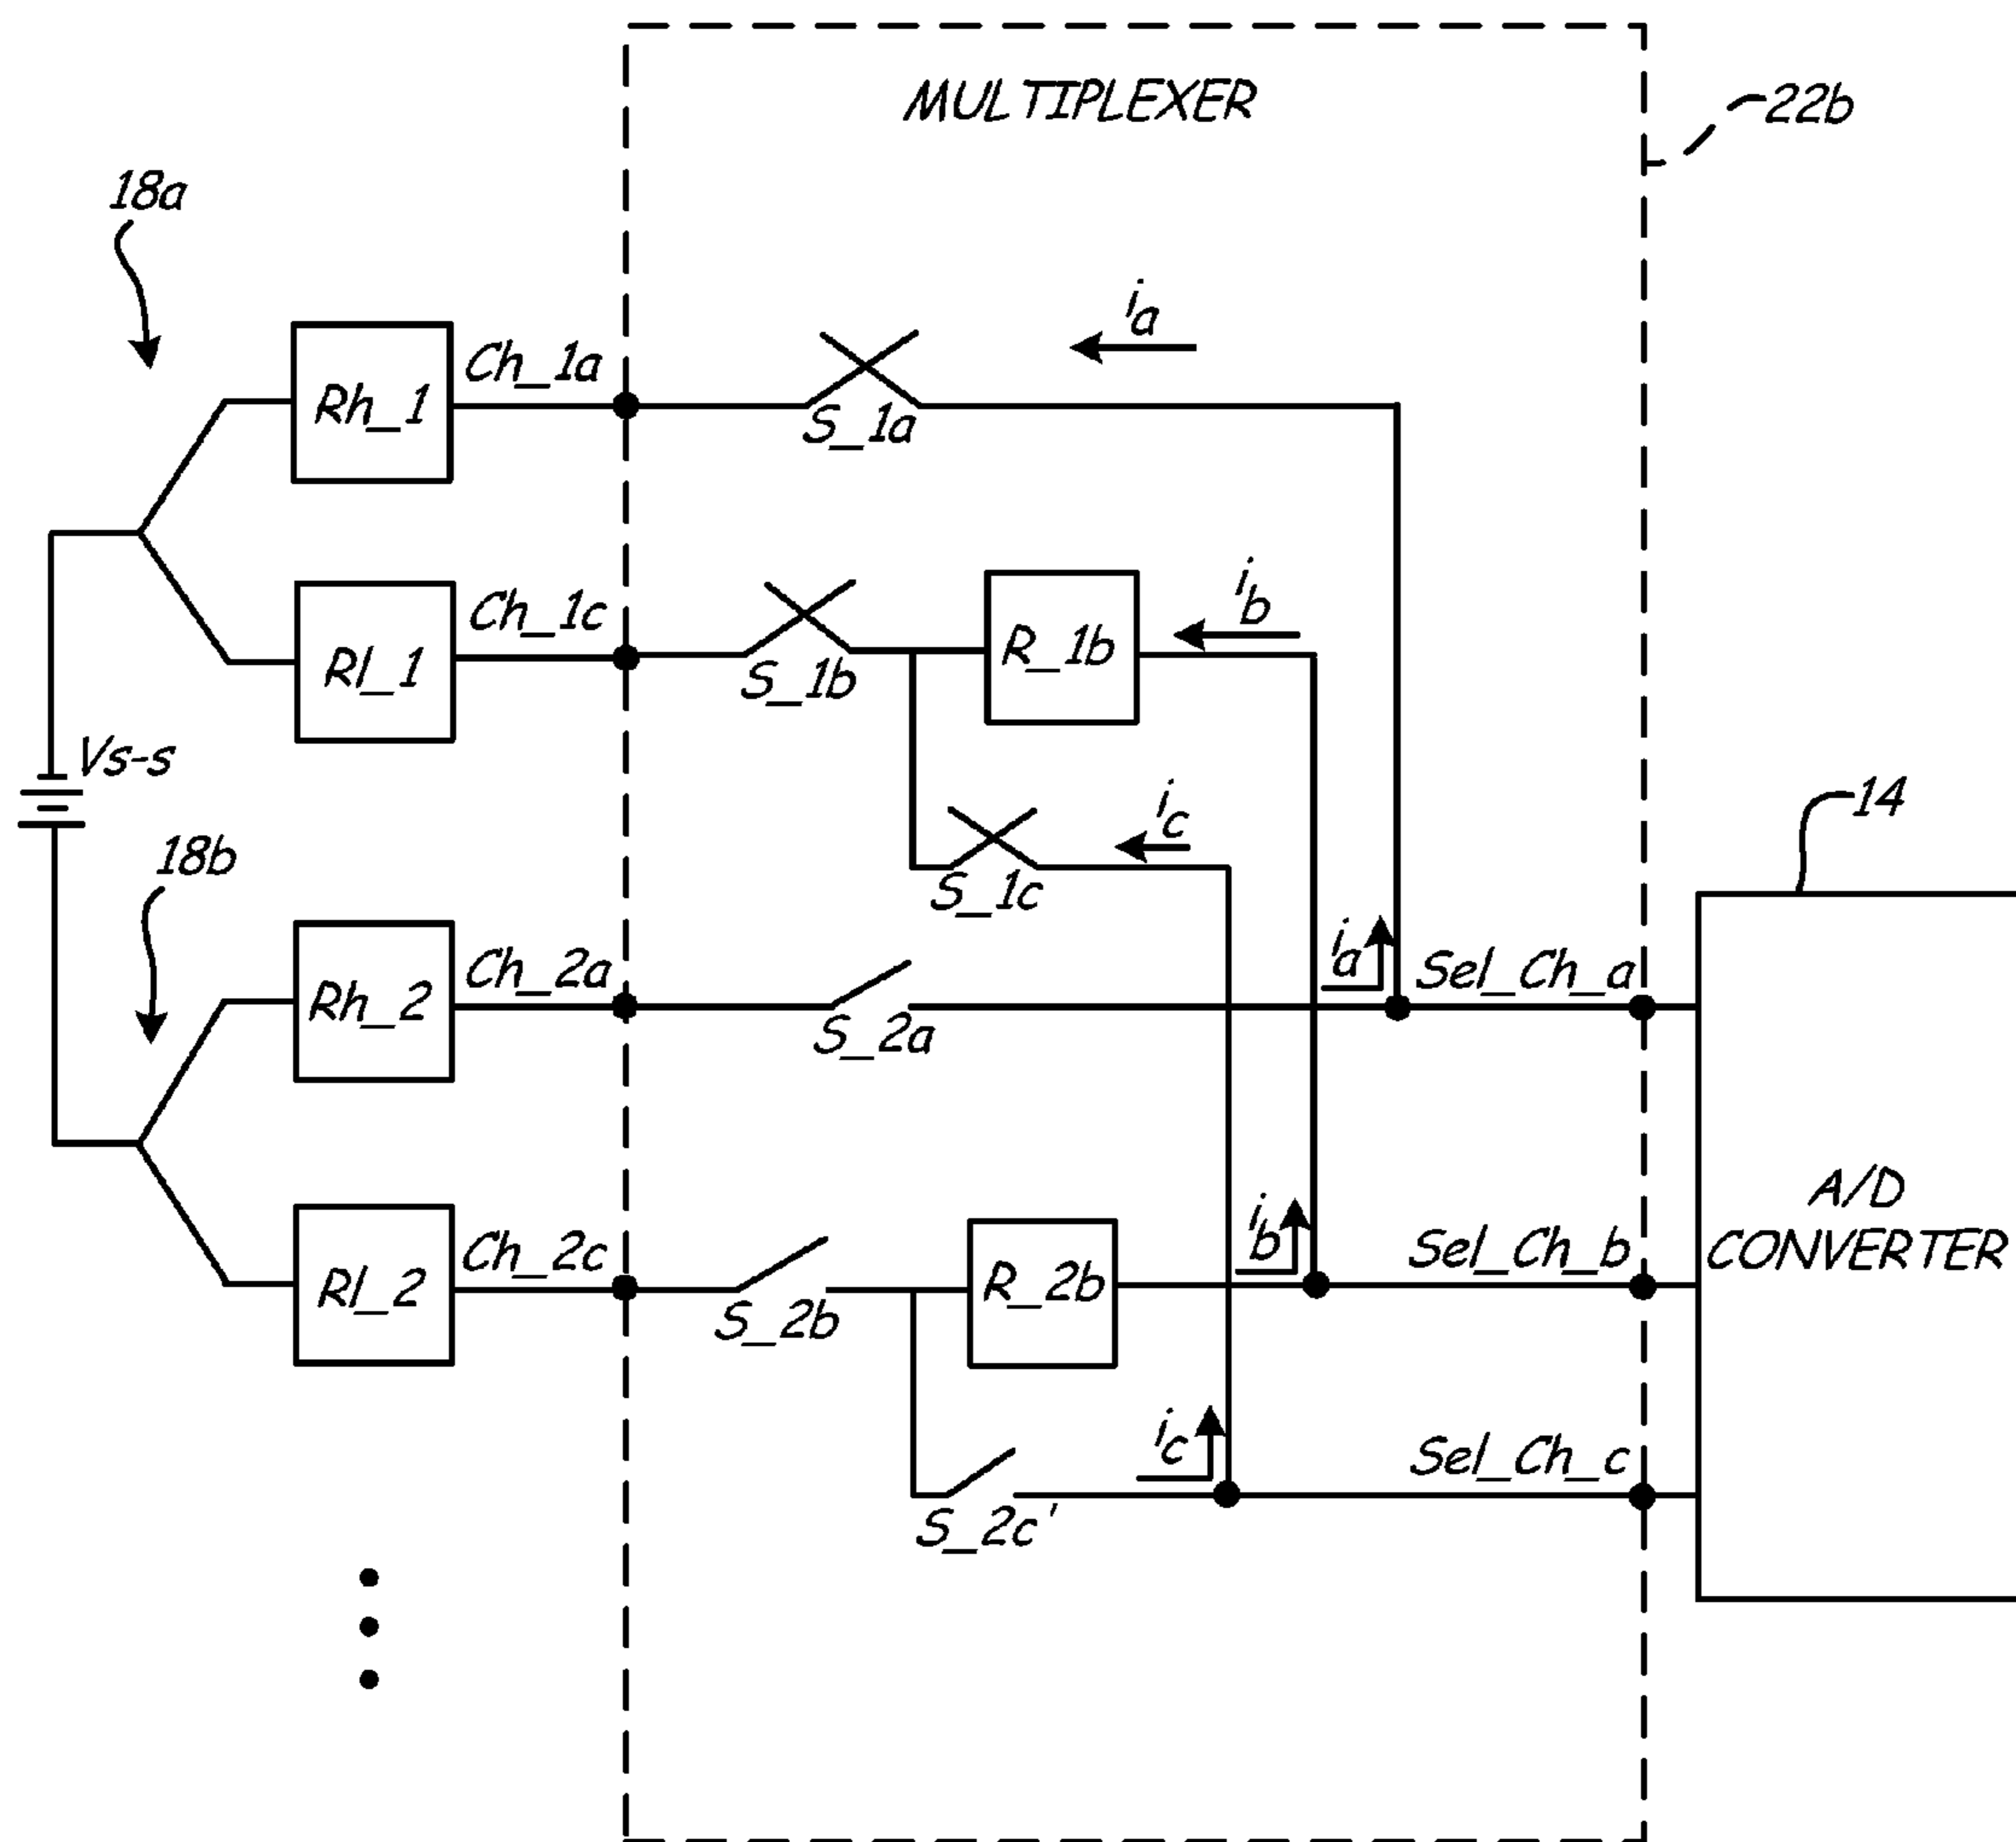 MULTIPLEXER
22b
18a
Rh_1
Ch_1a
S_1a
ia
Rl_1
Ch_1c
S_1b
R_1b
ib
Vs-s
S_1c
ic
14
18b
Rh_2
Ch_2a
S_2a
ia
Sel_Ch_a
A/D
CONVERTER
Rl_2
Ch_2c
S_2b
R_2b
ib
Sel_Ch_b
S_2c'
ic
Sel_Ch_c